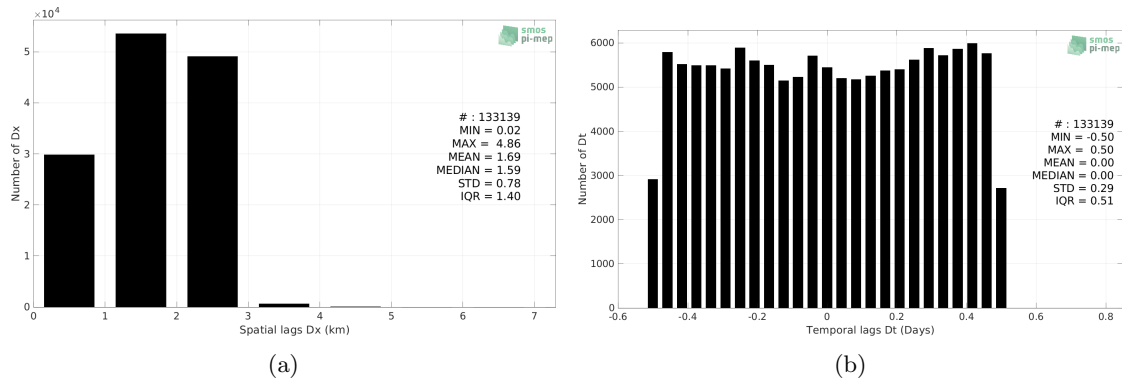 ×10⁴
smos
pi-mep
5
4
3
2
1
0
Number of Dx
# : 133139
MIN = 0.02
MAX = 4.86
MEAN = 1.69
MEDIAN = 1.59
STD = 0.78
IQR = 1.40
0 1 2 3 4 5 6 7
Spatial lags Dx (km)
(a)
smos
pi-mep
6000
5000
4000
3000
2000
1000
0
Number of Dt
# : 133139
MIN = -0.50
MAX = 0.50
MEAN = 0.00
MEDIAN = 0.00
STD = 0.29
IQR = 0.51
-0.6 -0.4 -0.2 0 0.2 0.4 0.6 0.8
Temporal lags Dt (Days)
(b)